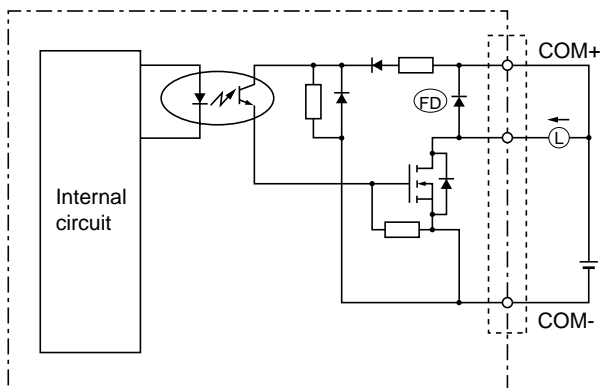 COM+
FD
L
Internal
circuit
COM-